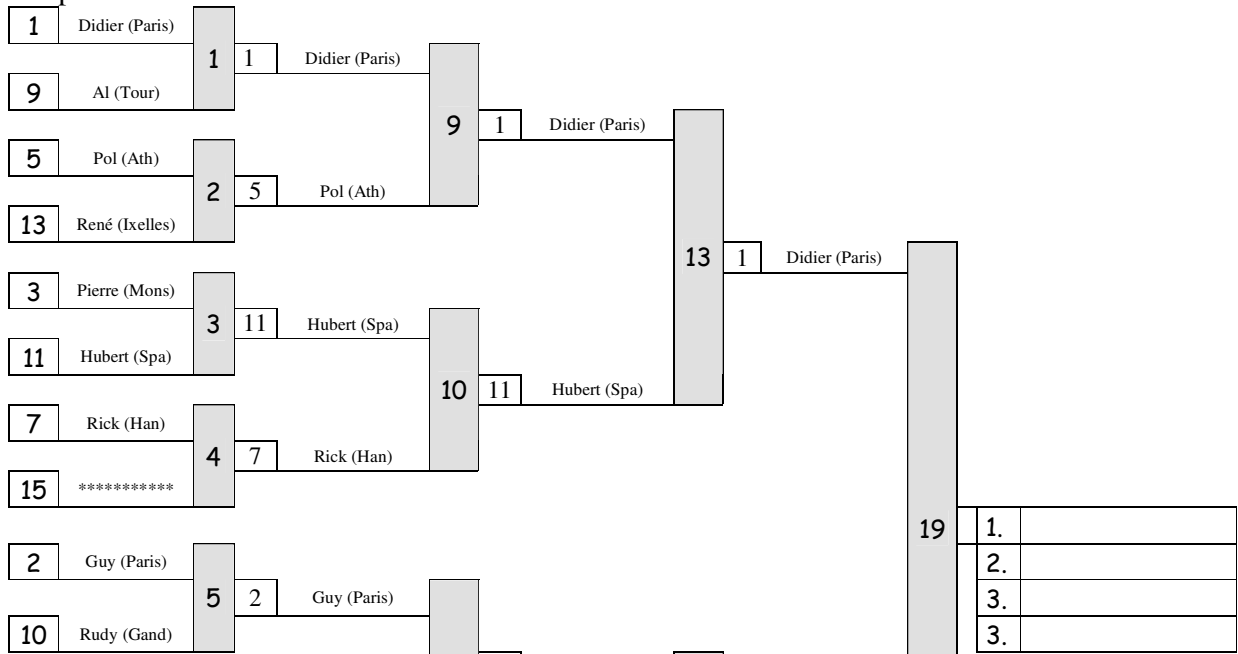 1 Didier (Paris)
1 1 Didier (Paris)
9 Al (Tour)
9 1 Didier (Paris)
5 Pol (Ath)
2 5 Pol (Ath)
13 René (Ixelles)
13 1 Didier (Paris)
3 Pierre (Mons)
3 11 Hubert (Spa)
11 Hubert (Spa)
10 11 Hubert (Spa)
7 Rick (Han)
4 7 Rick (Han)
15 ***********
19 1.
2 Guy (Paris) 2.
5 2 Guy (Paris) 3.
10 Rudy (Gand) 3.